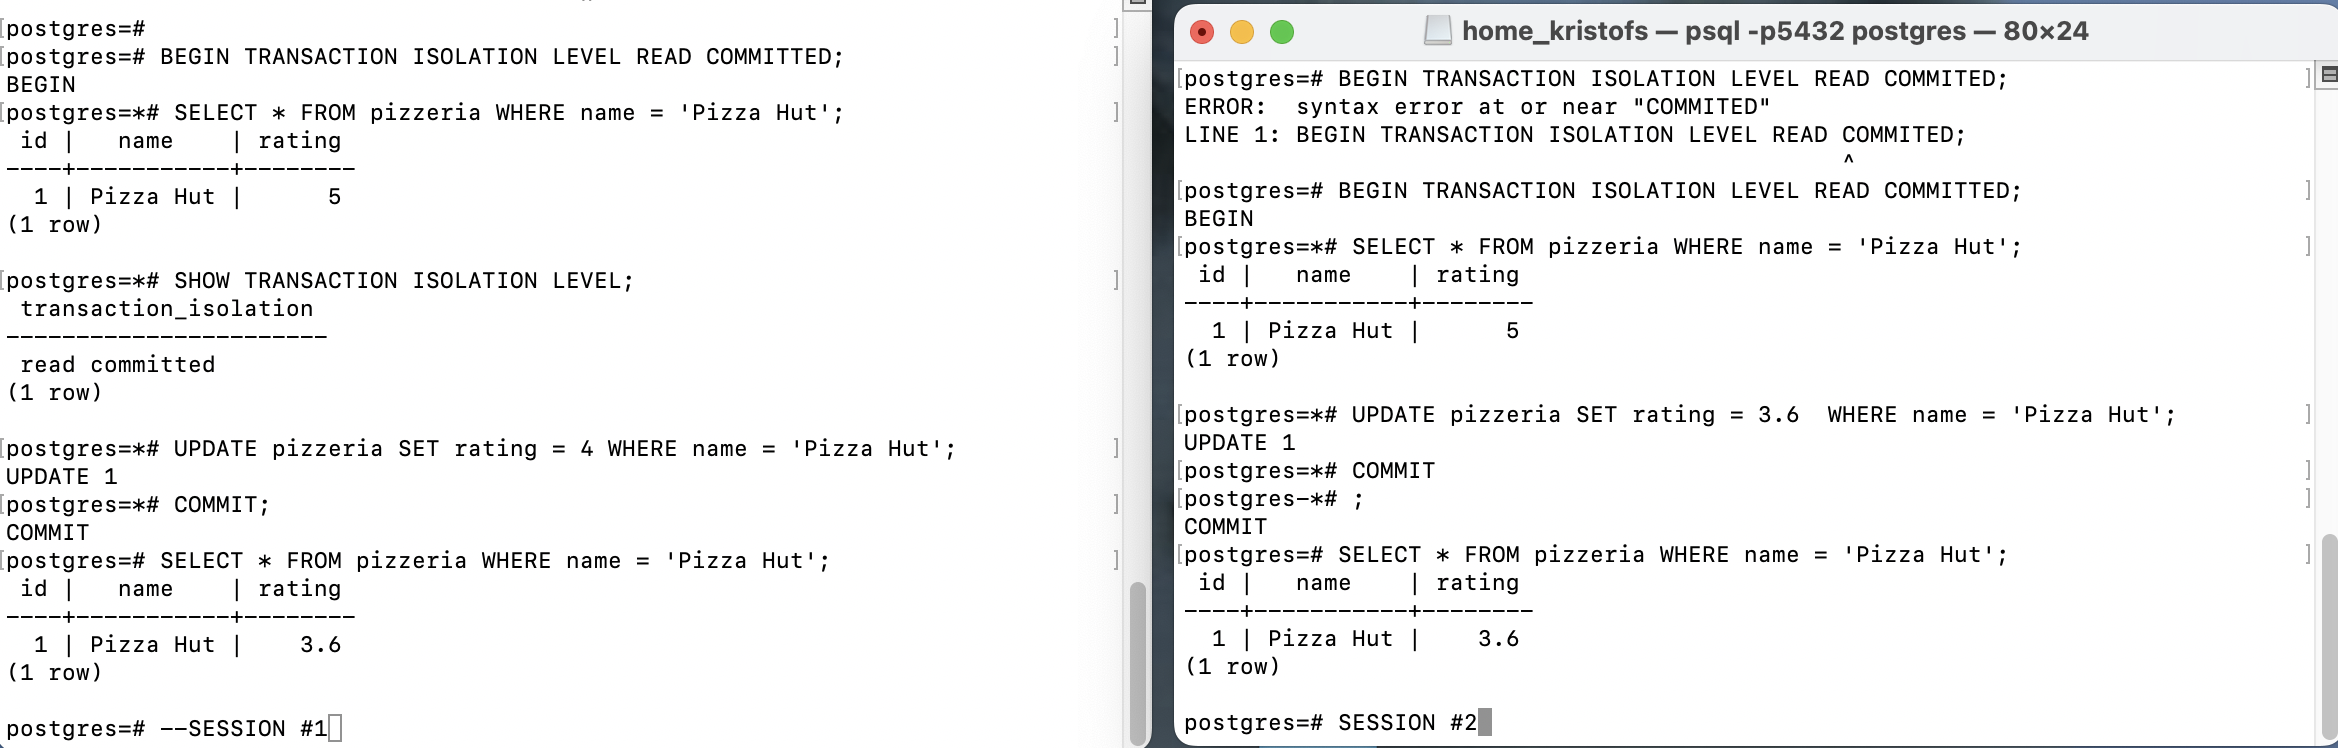 postgres=#
postgres=# BEGIN TRANSACTION ISOLATION LEVEL READ COMMITTED;
BEGIN
postgres=*# SELECT * FROM pizzeria WHERE name = 'Pizza Hut';
 id |   name    | rating
----+-----------+--------
  1 | Pizza Hut |      5
(1 row)

postgres=*# SHOW TRANSACTION ISOLATION LEVEL;
 transaction_isolation
-----------------------
 read committed
(1 row)

postgres=*# UPDATE pizzeria SET rating = 4 WHERE name = 'Pizza Hut';
UPDATE 1
postgres=*# COMMIT;
COMMIT
postgres=# SELECT * FROM pizzeria WHERE name = 'Pizza Hut';
 id |   name    | rating
----+-----------+--------
  1 | Pizza Hut |    3.6
(1 row)

postgres=# --SESSION #1
home_kristofs — psql -p5432 postgres — 80×24
postgres=# BEGIN TRANSACTION ISOLATION LEVEL READ COMMITED;
ERROR:  syntax error at or near "COMMITED"
LINE 1: BEGIN TRANSACTION ISOLATION LEVEL READ COMMITED;
                                               ^
postgres=# BEGIN TRANSACTION ISOLATION LEVEL READ COMMITTED;
BEGIN
postgres=*# SELECT * FROM pizzeria WHERE name = 'Pizza Hut';
 id |   name    | rating
----+-----------+--------
  1 | Pizza Hut |      5
(1 row)

postgres=*# UPDATE pizzeria SET rating = 3.6  WHERE name = 'Pizza Hut';
UPDATE 1
postgres=*# COMMIT
postgres-*# ;
COMMIT
postgres=# SELECT * FROM pizzeria WHERE name = 'Pizza Hut';
 id |   name    | rating
----+-----------+--------
  1 | Pizza Hut |    3.6
(1 row)

postgres=# SESSION #2